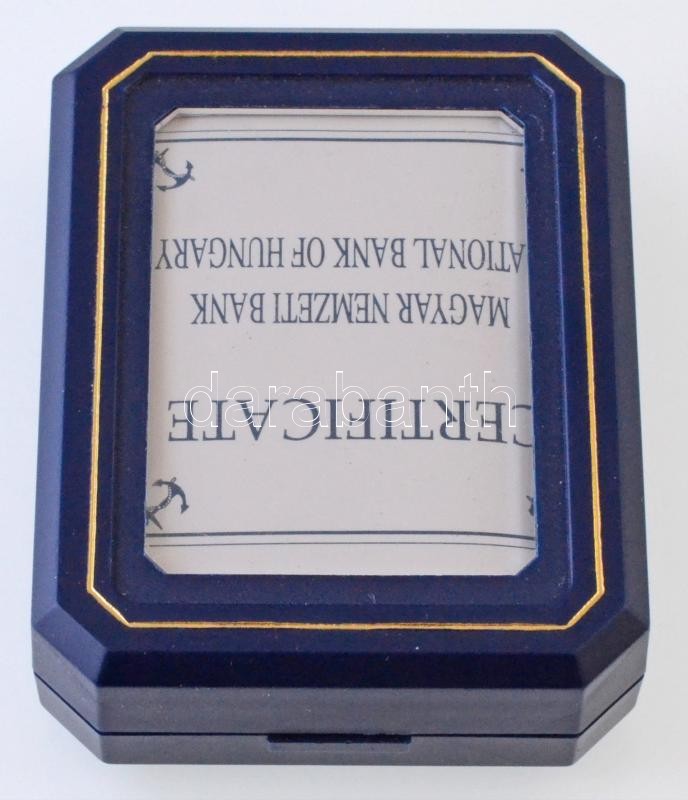 CERTIFICATE
MAGYAR NEMZETI BANK
ATIONAL BANK OF HUNGARY
darabanth